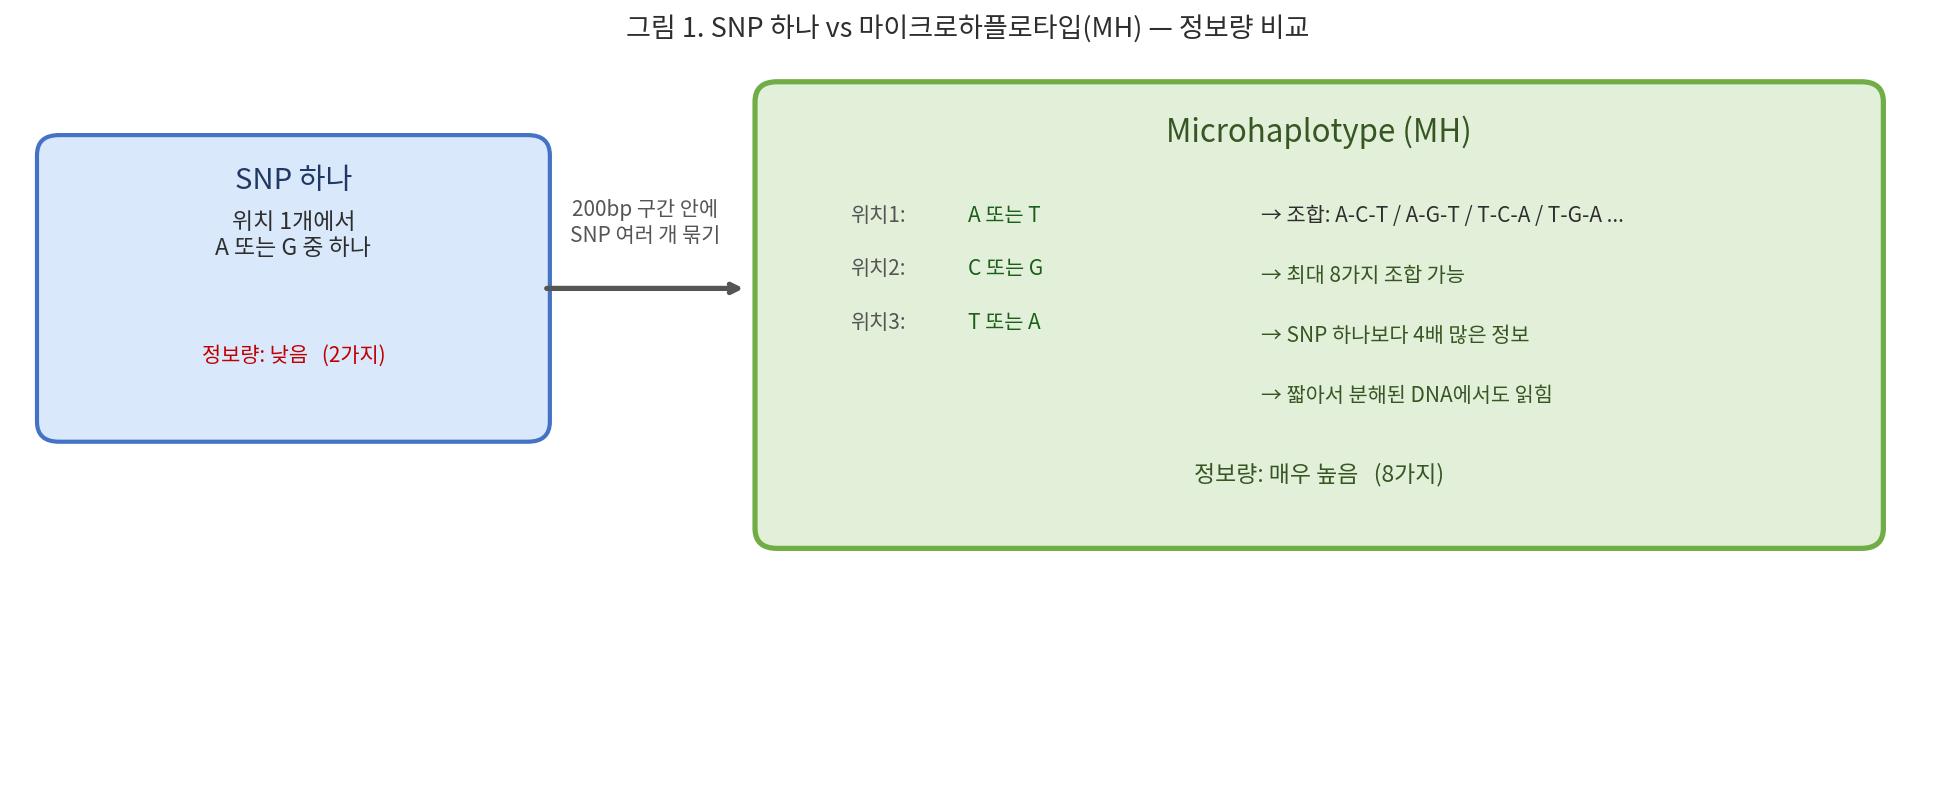 그림 1. SNP 하나 vs 마이크로하플로타입(MH) — 정보량 비교
SNP 하나
위치 1개에서
A 또는 G 중 하나
정보량: 낮음 (2가지)
200bp 구간 안에
SNP 여러 개 묶기
Microhaplotype (MH)
위치1: A 또는 T
위치2: C 또는 G
위치3: T 또는 A
→ 조합: A-C-T / A-G-T / T-C-A / T-G-A ...
→ 최대 8가지 조합 가능
→ SNP 하나보다 4배 많은 정보
→ 짧아서 분해된 DNA에서도 읽힘
정보량: 매우 높음 (8가지)